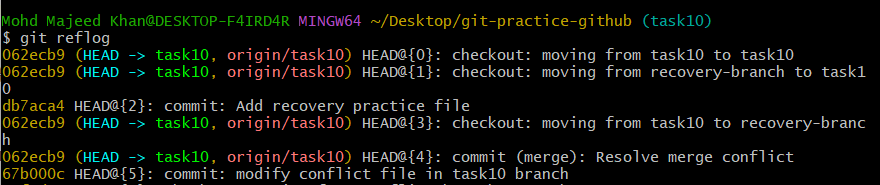 Mohd Majeed Khan@DESKTOP-F4IRD4R MINGW64 ~/Desktop/git-practice-github (task10)
$ git reflog
062ecb9 (HEAD -> task10, origin/task10) HEAD@{0}: checkout: moving from task10 to task10
062ecb9 (HEAD -> task10, origin/task10) HEAD@{1}: checkout: moving from recovery-branch to task1
0
db7aca4 HEAD@{2}: commit: Add recovery practice file
062ecb9 (HEAD -> task10, origin/task10) HEAD@{3}: checkout: moving from task10 to recovery-branc
h
062ecb9 (HEAD -> task10, origin/task10) HEAD@{4}: commit (merge): Resolve merge conflict
67b000c HEAD@{5}: commit: modify conflict file in task10 branch